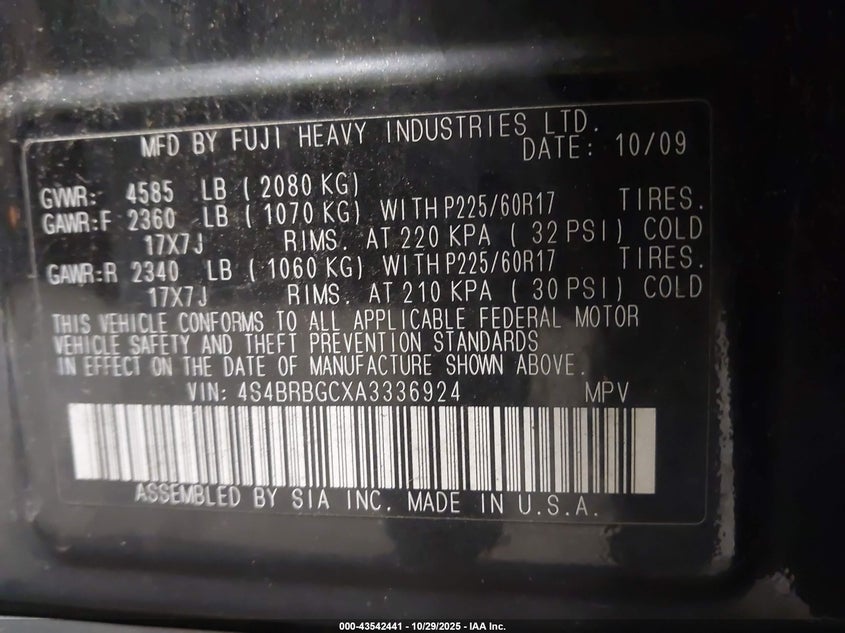 MFD BY FUJI HEAVY INDUSTRIES LTD.
DATE: 10/09
GVWR: 4585 LB ( 2080 KG)
GAWR:F 2360 LB ( 1070 KG) WITH P225/60R17 TIRES.
17X7J RIMS. AT 220 KPA ( 32 PSI) COLD
GAWR:R 2340 LB ( 1060 KG) WITH P225/60R17 TIRES.
17X7J RIMS. AT 210 KPA ( 30 PSI) COLD
THIS VEHICLE CONFORMS TO ALL APPLICABLE FEDERAL MOTOR
VEHICLE SAFETY AND THEFT PREVENTION STANDARDS
IN EFFECT ON THE DATE OF MANUFACTURE SHOWN ABOVE.
VIN: 4S4BRBGCXA3336924 MPV
ASSEMBLED BY SIA INC. MADE IN U.S.A.
000-43542441 - 10/29/2025 - IAA Inc.